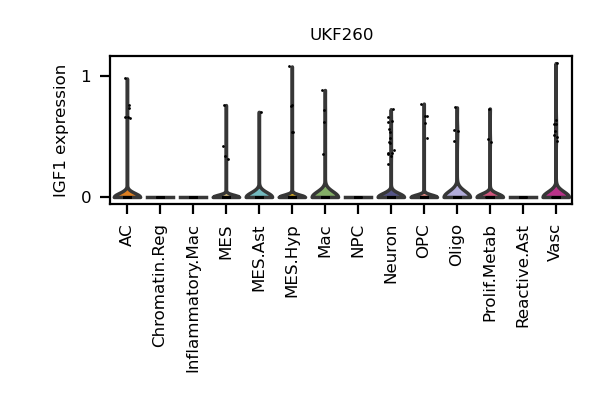 UKF260
IGF1 expression
1
0
AC
Chromatin.Reg
Inflammatory.Mac
MES
MES.Ast
MES.Hyp
Mac
NPC
Neuron
OPC
Oligo
Prolif.Metab
Reactive.Ast
Vasc